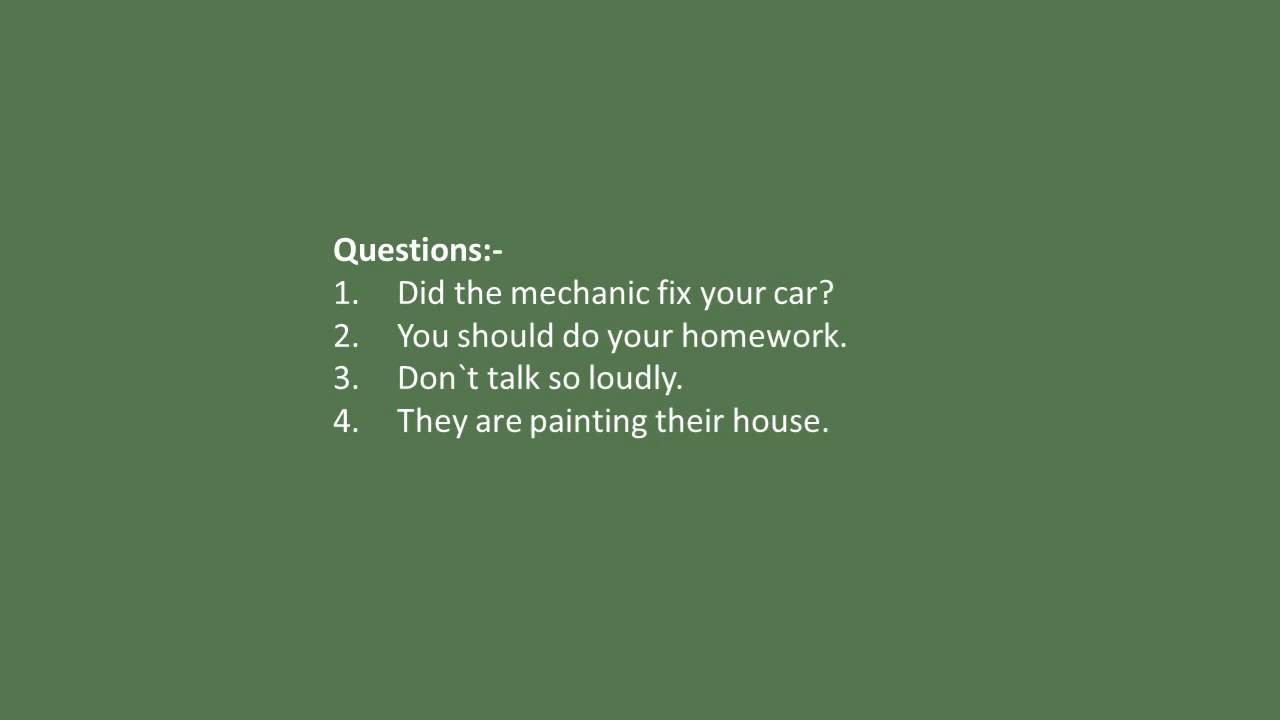 Questions:-
1. Did the mechanic fix your car?
2. You should do your homework.
3. Don`t talk so loudly.
4. They are painting their house.